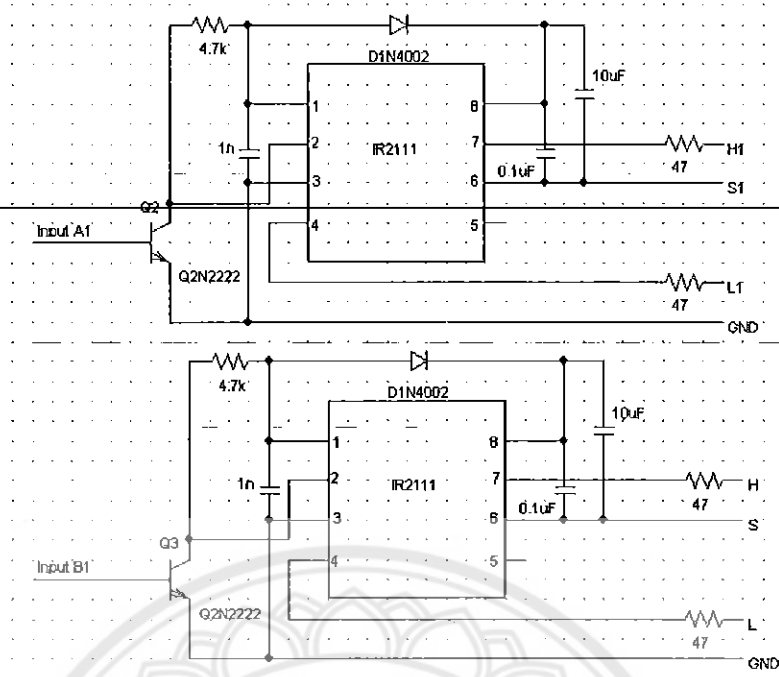 4.7k
D1N4002
10uF
1
8
1n
2
IR2111
7
H1
0.1uF
47
3
6
S1
Q2
4
5
Input A1
Q2N2222
L1
47
GND
4.7k
D1N4002
10uF
1
8
1n
2
IR2111
7
H
0.1uF
47
3
6
S
Q3
4
5
Input B1
Q2N2222
L
47
GND